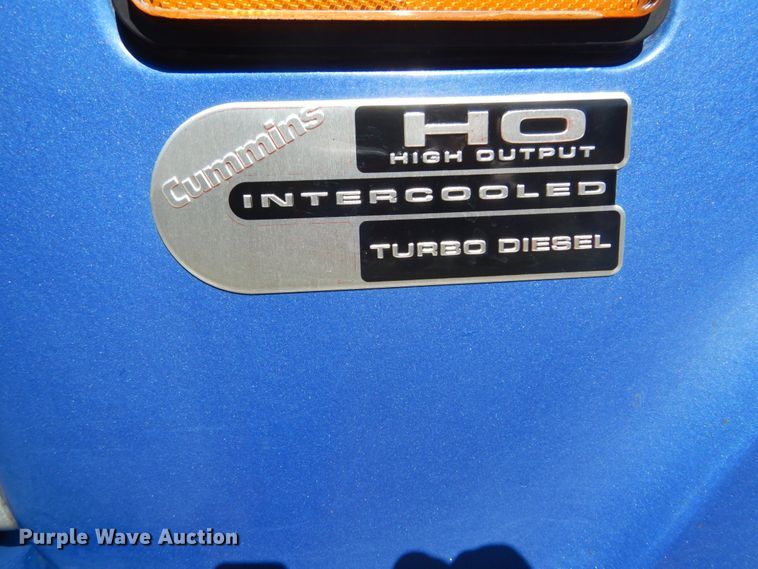 Cummins
HO
HIGH OUTPUT
INTERCOOLED
TURBO DIESEL
Purple Wave Auction